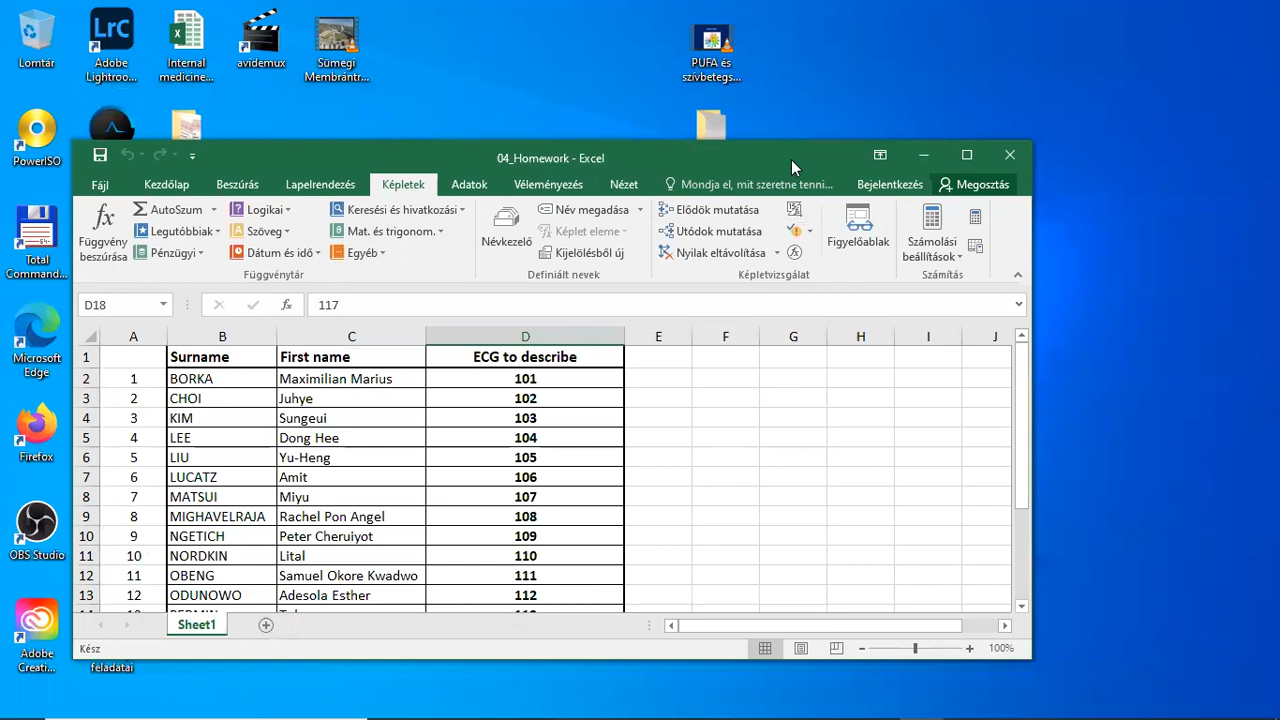 Lomtár
Adobe Lightroo...
Internal medicine...
avidemux
Sümegi Membrántr...
PUFA és szívbetegs...
PowerISO
Total Comman...
Microsoft Edge
Firefox
OBS Studio
Adobe Creati...
feladatai
04_Homework - Excel
Fájl Kezdőlap Beszúrás Lapelrendezés Képletek Adatok Véleményezés Nézet Mondja el, mit szeretne tenni... Bejelentkezés Megosztás
Függvény beszúrása
AutoSzum Logikai Keresési és hivatkozási
Legutóbbiak Szöveg Mat. és trigonom.
Pénzügyi Dátum és idő Egyéb
Függvénytár
Névkezelő
Név megadása
Képlet eleme
Kijelölésből új
Definiált nevek
Elődök mutatása
Utódok mutatása
Nyilak eltávolítása
Képletvizsgálat
Figyelőablak
Számolási beállítások
Számítás
D18 fx 117
A B C D E F G H I J
1 Surname First name ECG to describe
2 1 BORKA Maximilian Marius 101
3 2 CHOI Juhye 102
4 3 KIM Sungeui 103
5 4 LEE Dong Hee 104
6 5 LIU Yu-Heng 105
7 6 LUCATZ Amit 106
8 7 MATSUI Miyu 107
9 8 MIGHAVELRAJA Rachel Pon Angel 108
10 9 NGETICH Peter Cheruiyot 109
11 10 NORDKIN Lital 110
12 11 OBENG Samuel Okore Kwadwo 111
13 12 ODUNOWO Adesola Esther 112
Sheet1
Kész 100%